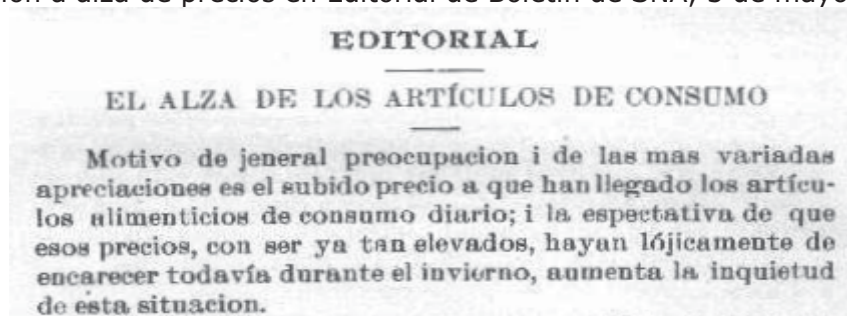 a alza de precios en Editorial de Boletín de SNA, 5 de mayo
EDITORIAL
EL ALZA DE LOS ARTÍCULOS DE CONSUMO
Motivo de jeneral preocupacion i de las mas variadas
apreciaciones es el subido precio a que han llegado los artícu-
los alimenticios de consumo diario; i la espectativa de que
esos precios, con ser ya tan elevados, hayan lójicamente de
encarecer todavía durante el invierno, aumenta la inquietud
de esta situacion.